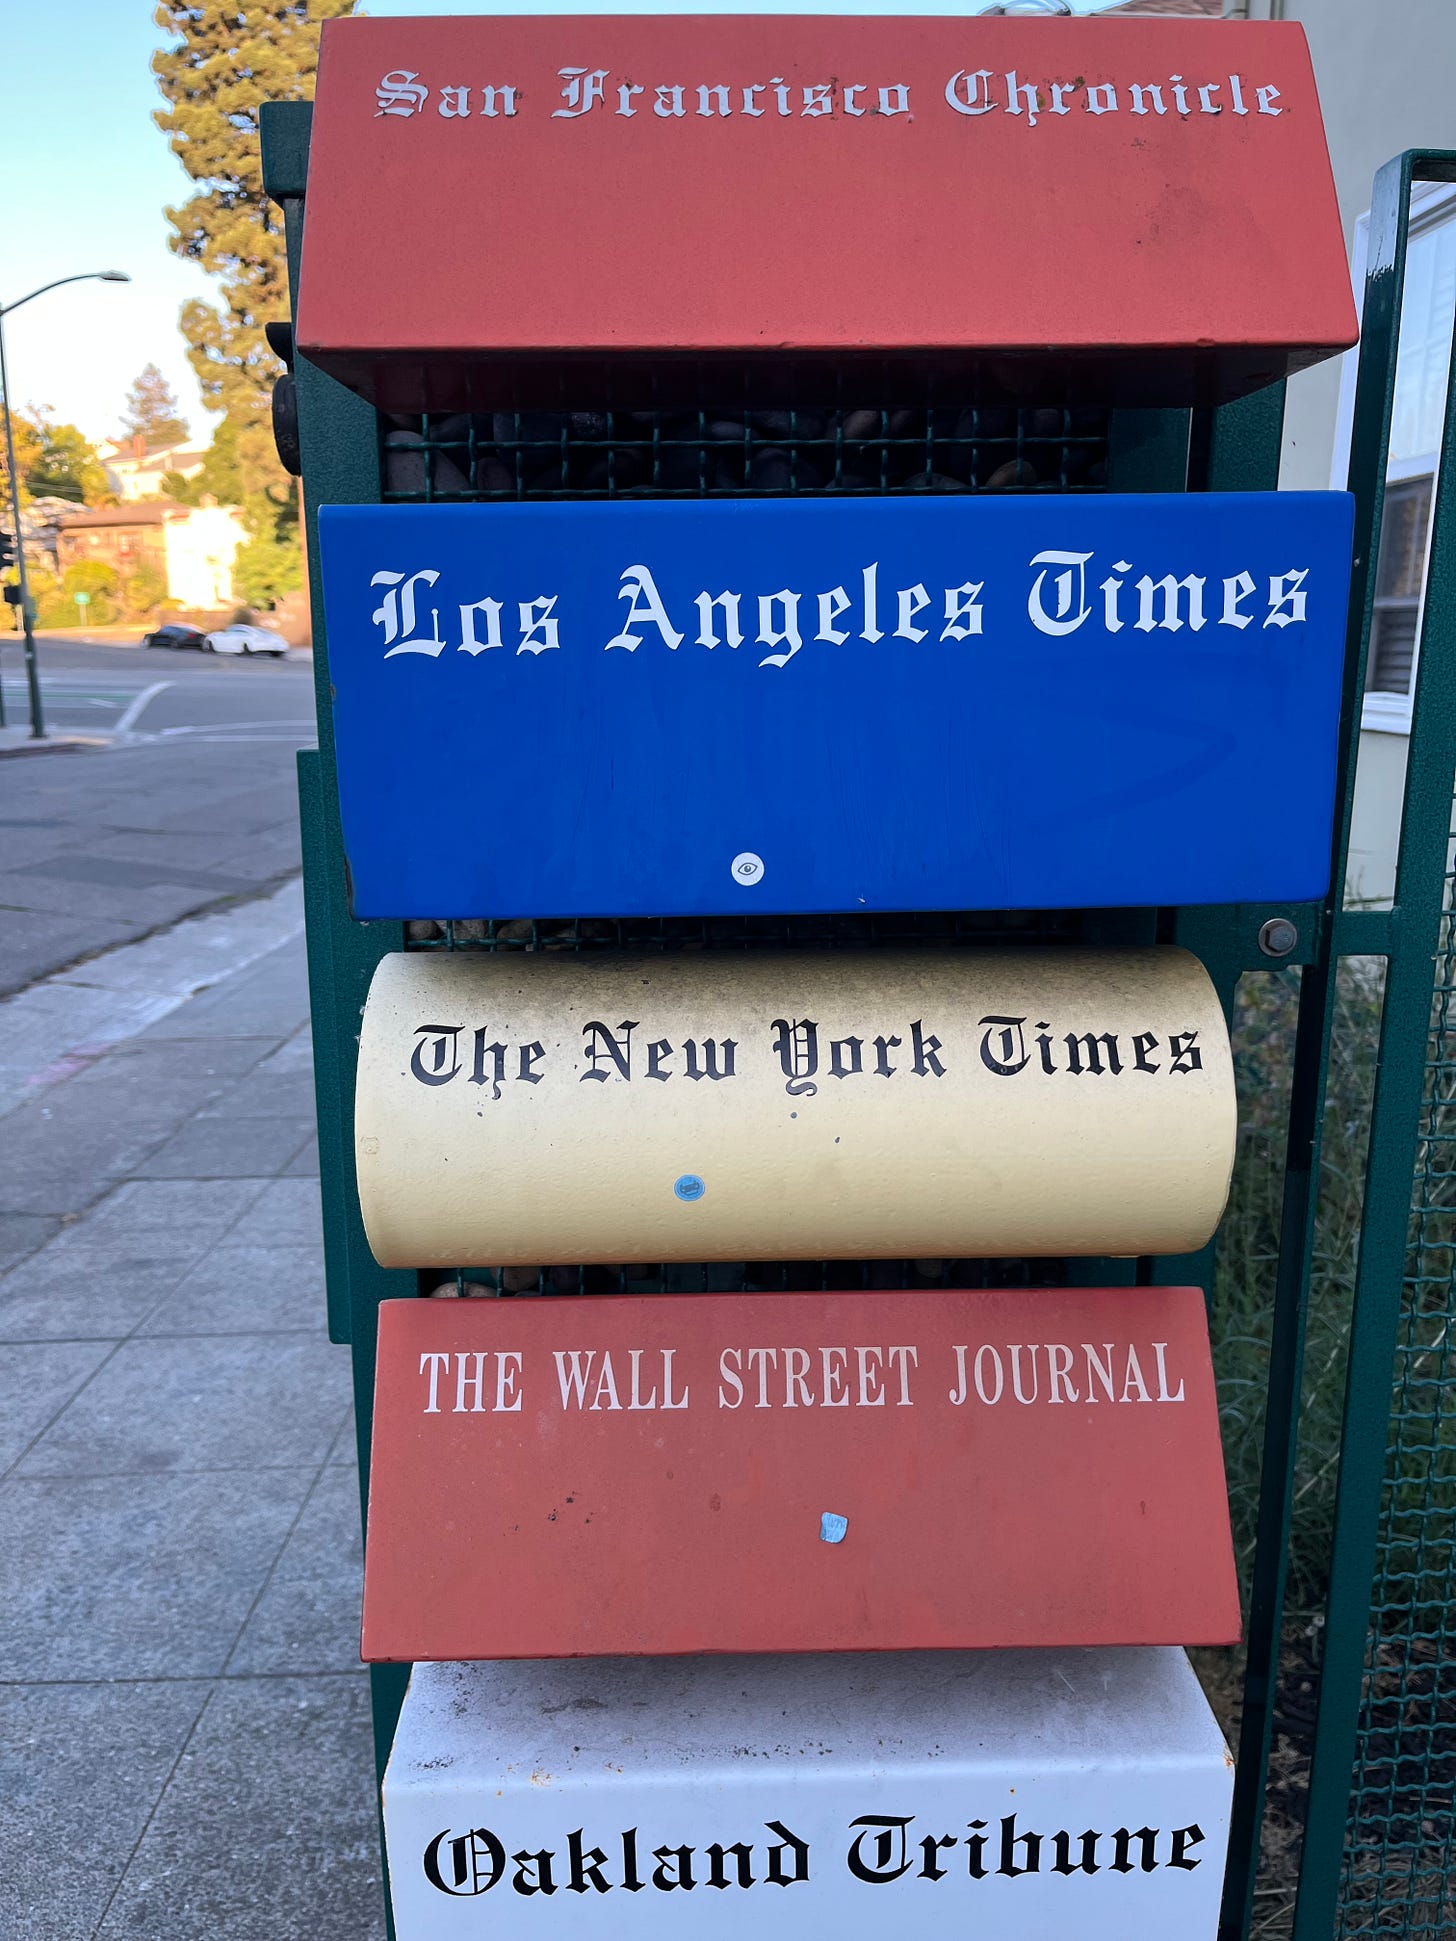 San Francisco Chronicle
Los Angeles Times
The New York Times
THE WALL STREET JOURNAL
Oakland Tribune